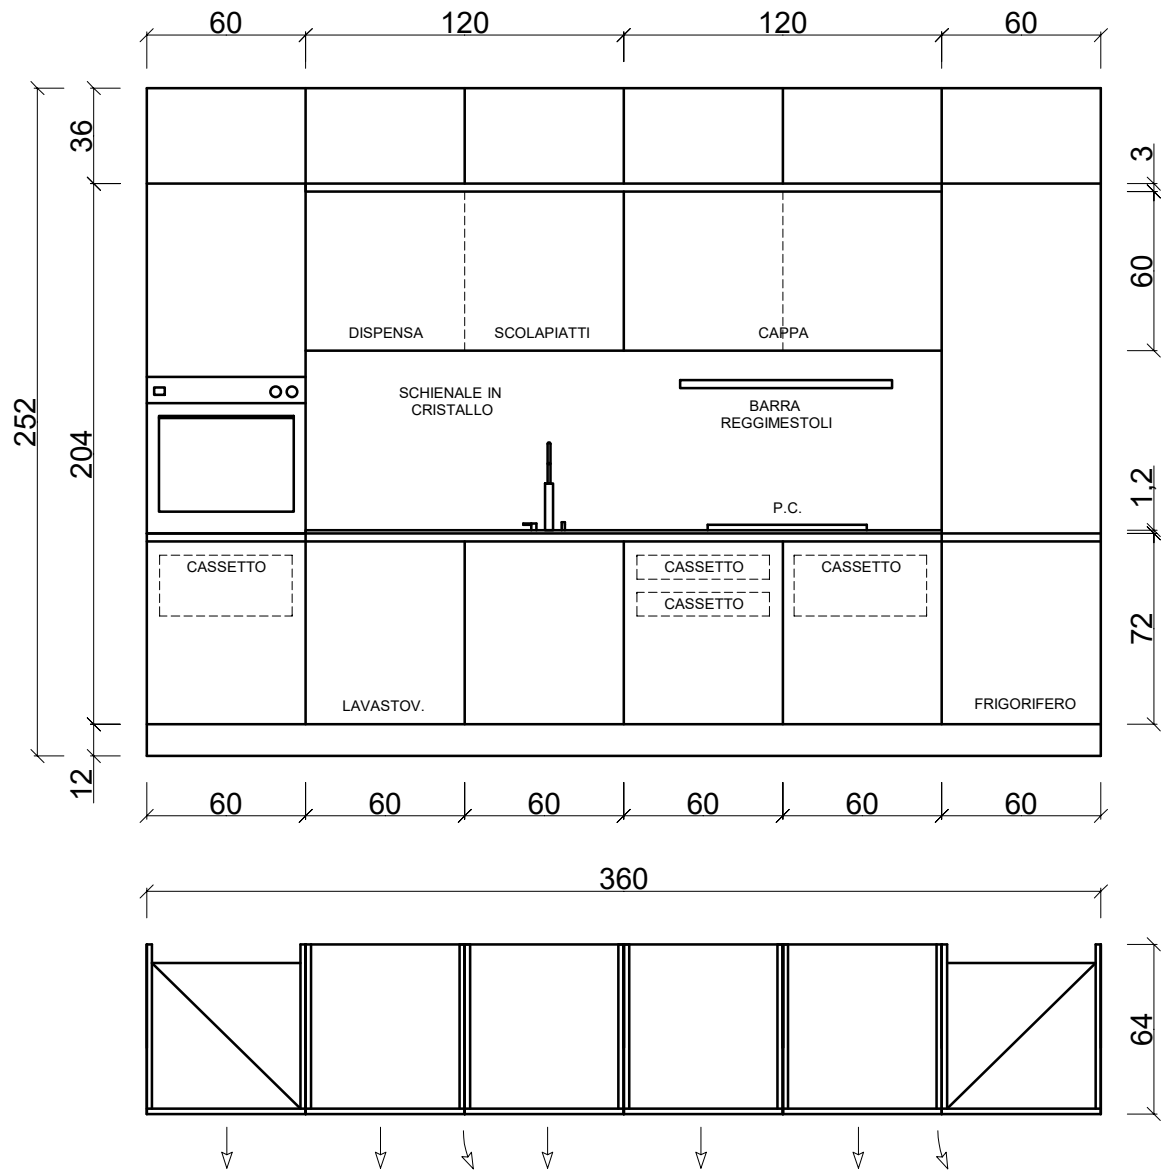 60 120 120 60
36
3
60
DISPENSA SCOLAPIATTI CAPPA
SCHIENALE IN
CRISTALLO
BARRA
REGGIMESTOLI
252
204
1,2
P.C.
CASSETTO CASSETTO CASSETTO
CASSETTO
72
LAVASTOV. FRIGORIFERO
12
60 60 60 60 60 60
360
64